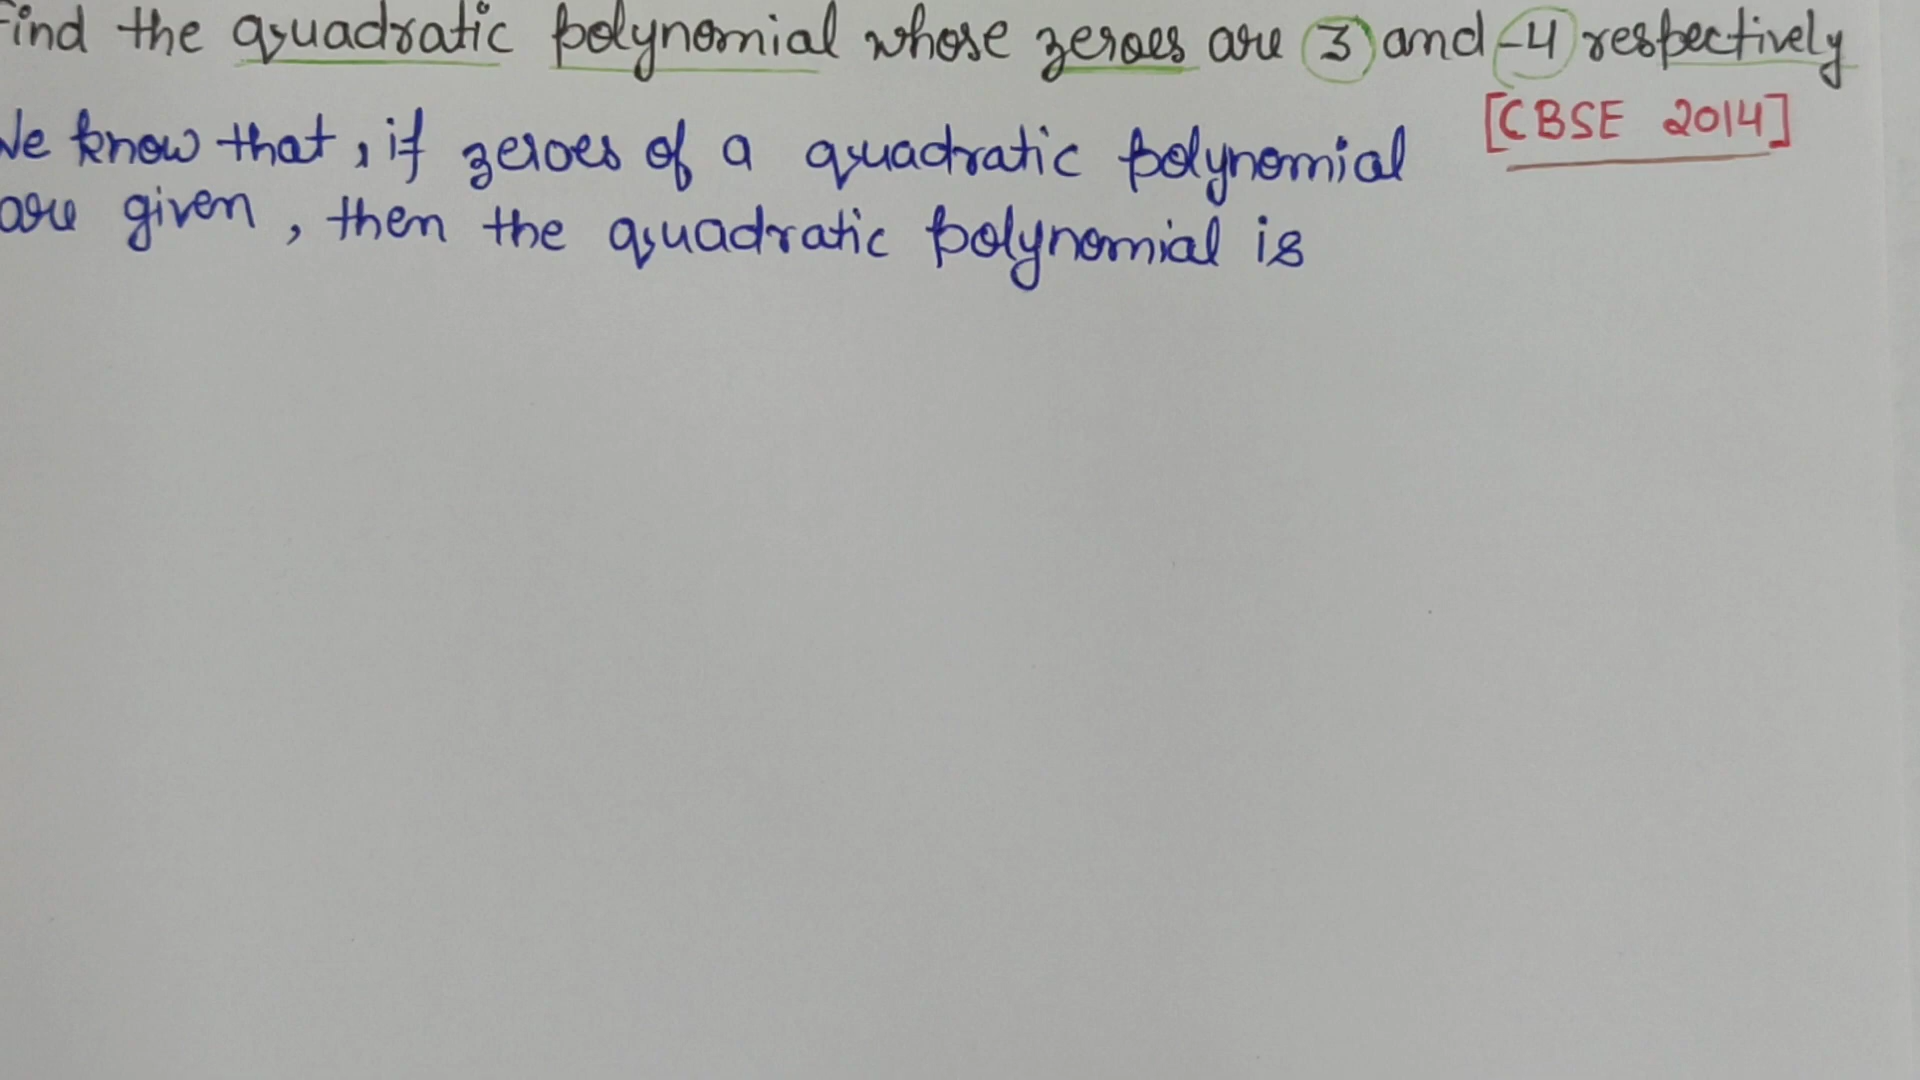 Find the quadratic polynomial whose zeroes are 3 and -4 respectively
[CBSE 2014]
We know that, if zeroes of a quadratic polynomial
are given, then the quadratic polynomial is